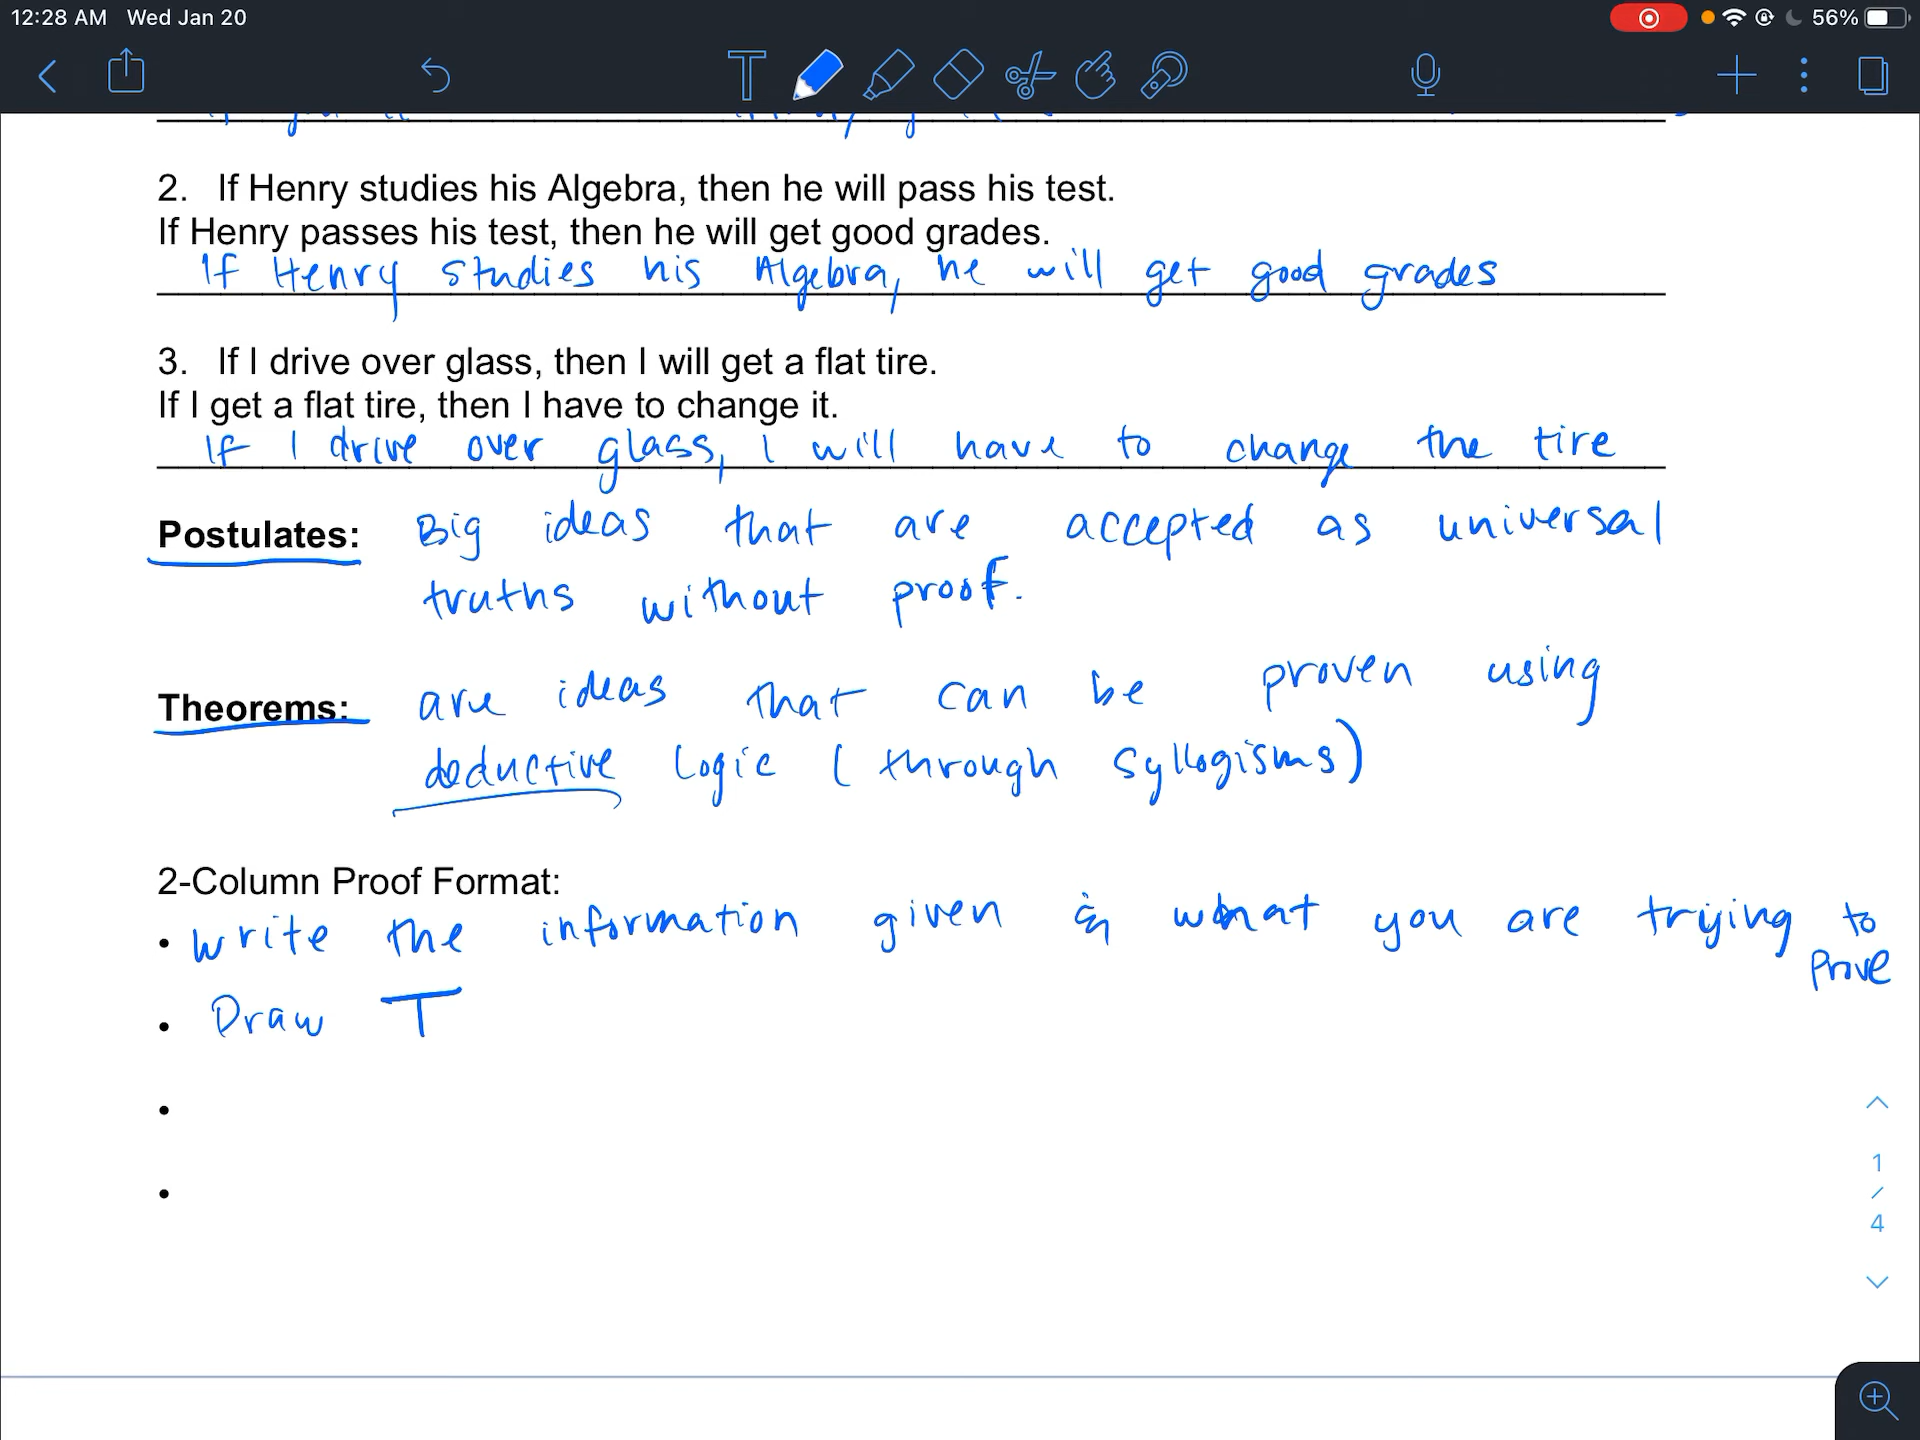 12:28 AM Wed Jan 20
56%
2. If Henry studies his Algebra, then he will pass his test.
If Henry passes his test, then he will get good grades.
If Henry studies his Algebra, he will get good grades
3. If I drive over glass, then I will get a flat tire.
If I get a flat tire, then I have to change it.
If I drive over glass, I will have to change the tire
Postulates: Big ideas that are accepted as universal
truths without proof.
Theorems: are ideas that can be proven using
deductive logic (through syllogisms)
2-Column Proof Format:
• Write the information given & what you are trying to
prove
• Draw T
•
•
1
/
4